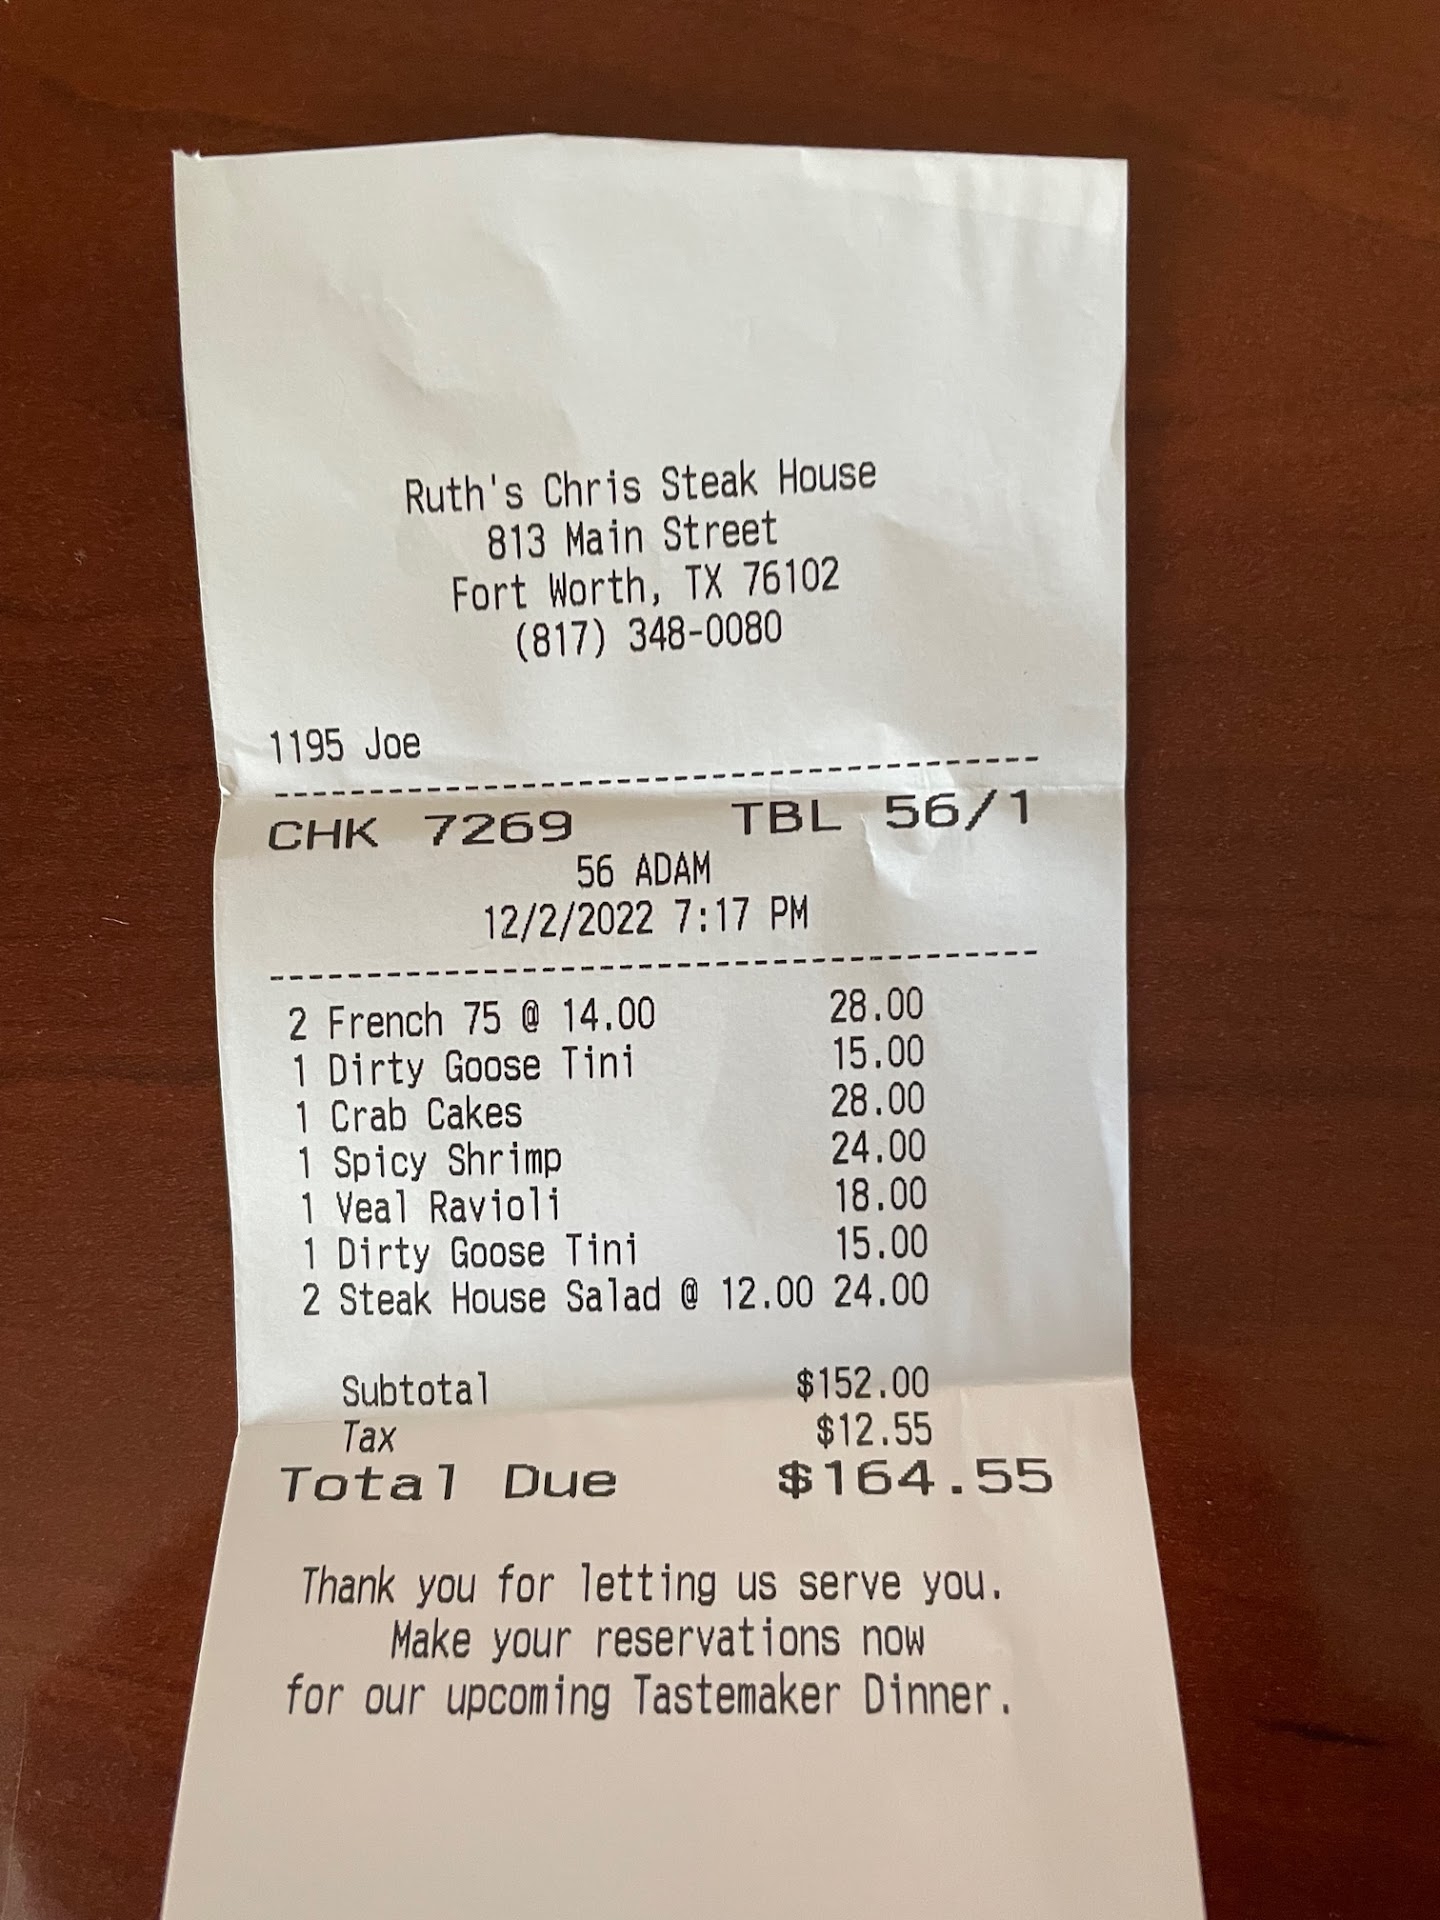 Ruth's Chris Steak House
813 Main Street
Fort Worth, TX 76102
(817) 348-0080
1195 Joe
----------------------------------------
CHK 7269 TBL 56/1
56 ADAM
12/2/2022 7:17 PM
----------------------------------------
2 French 75 @ 14.00 28.00
1 Dirty Goose Tini 15.00
1 Crab Cakes 28.00
1 Spicy Shrimp 24.00
1 Veal Ravioli 18.00
1 Dirty Goose Tini 15.00
2 Steak House Salad @ 12.00 24.00
Subtotal $152.00
Tax $12.55
Total Due $164.55
Thank you for letting us serve you.
Make your reservations now
for our upcoming Tastemaker Dinner.